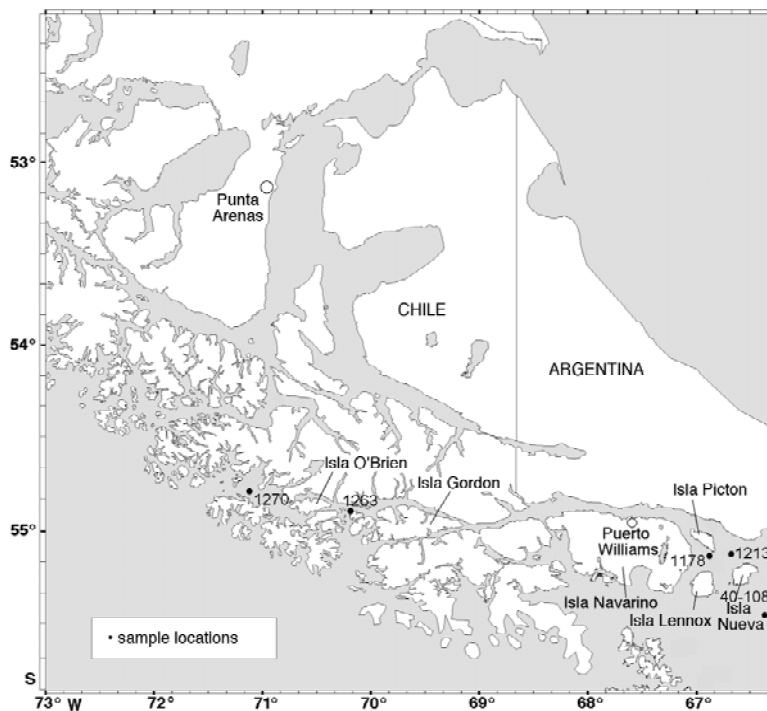 53°
Punta
Arenas
CHILE
54°
ARGENTINA
Isla O'Brien
1270
1263
Isla Gordon
Isla Picton
55°
Puerto
Williams
1178
1213
40-108
Isla Navarino
Isla Lennox
Isla
Nueva
• sample locations
S
73° W
72°
71°
70°
69°
68°
67°